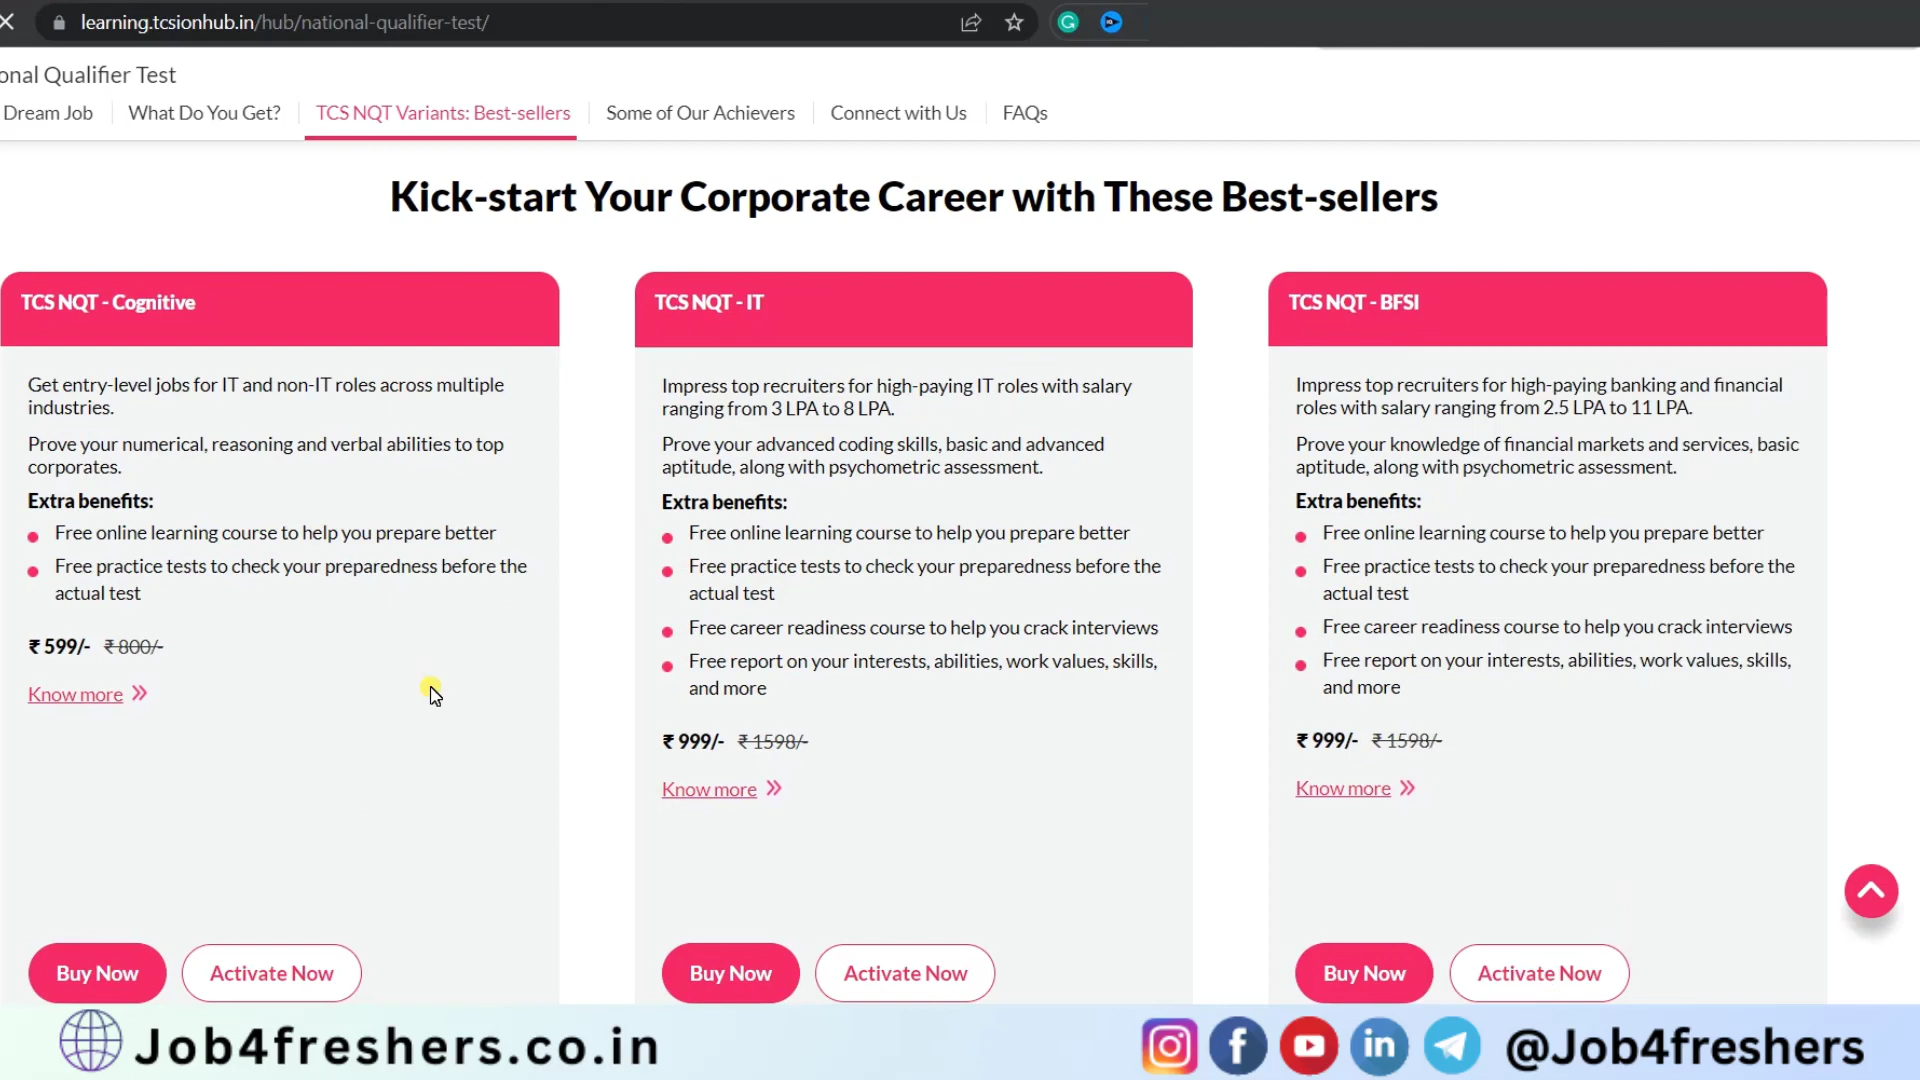 learning.tcsionhub.in/hub/national-qualifier-test/
onal Qualifier Test
Dream Job
What Do You Get?
TCS NQT Variants: Best-sellers
Some of Our Achievers
Connect with Us
FAQs
Kick-start Your Corporate Career with These Best-sellers
TCS NQT - Cognitive
Get entry-level jobs for IT and non-IT roles across multiple
industries.
Prove your numerical, reasoning and verbal abilities to top
corporates.
Extra benefits:
Free online learning course to help you prepare better
Free practice tests to check your preparedness before the
actual test
₹ 599/- ₹ 800/-
Know more »
Buy Now
Activate Now
TCS NQT - IT
Impress top recruiters for high-paying IT roles with salary
ranging from 3 LPA to 8 LPA.
Prove your advanced coding skills, basic and advanced
aptitude, along with psychometric assessment.
Extra benefits:
Free online learning course to help you prepare better
Free practice tests to check your preparedness before the
actual test
Free career readiness course to help you crack interviews
Free report on your interests, abilities, work values, skills,
and more
₹ 999/- ₹ 1598/-
Know more »
Buy Now
Activate Now
TCS NQT - BFSI
Impress top recruiters for high-paying banking and financial
roles with salary ranging from 2.5 LPA to 11 LPA.
Prove your knowledge of financial markets and services, basic
aptitude, along with psychometric assessment.
Extra benefits:
Free online learning course to help you prepare better
Free practice tests to check your preparedness before the
actual test
Free career readiness course to help you crack interviews
Free report on your interests, abilities, work values, skills,
and more
₹ 999/- ₹ 1598/-
Know more »
Buy Now
Activate Now
Job4freshers.co.in
@Job4freshers